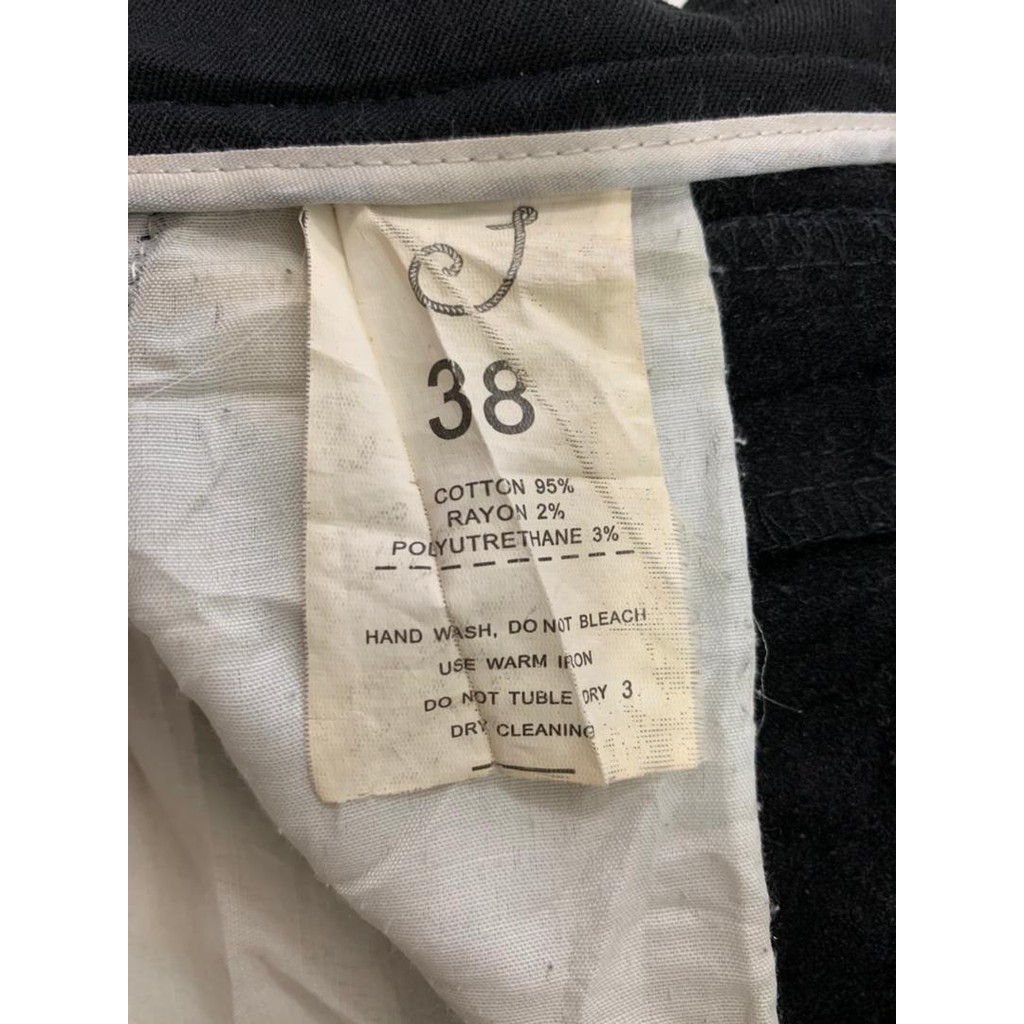 38
COTTON 95%
RAYON 2%
POLYUTRETHANE 3%
HAND WASH, DO NOT BLEACH
USE WARM IRON
DO NOT TUBLE DRY 3
DRY CLEANING